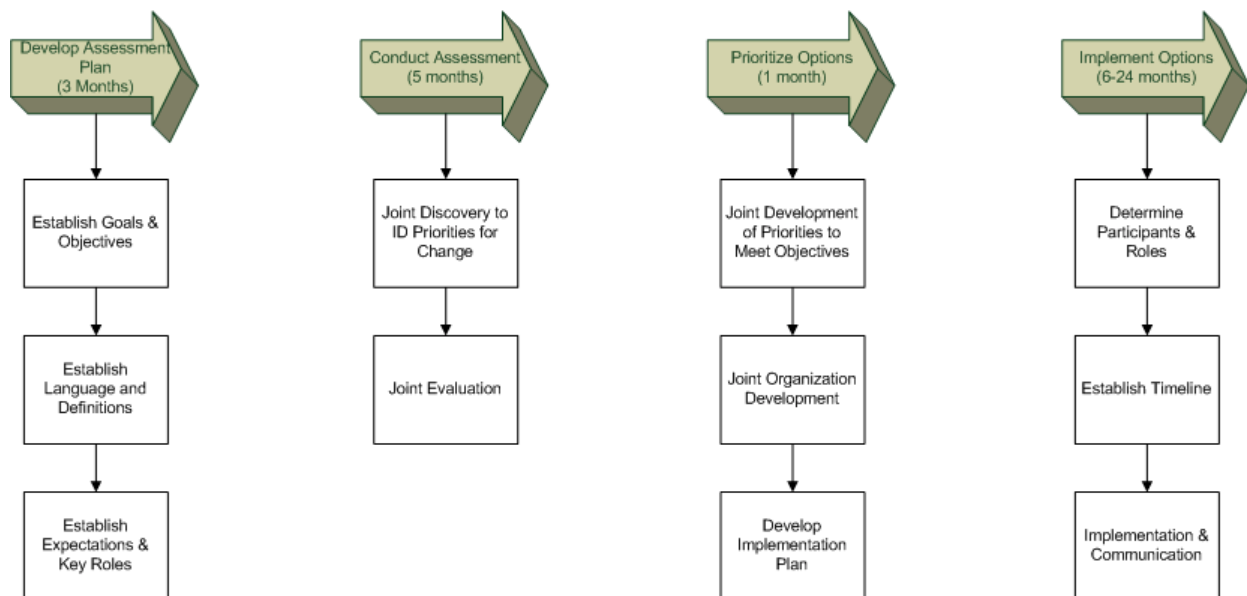 Develop Assessment
Plan
(3 Months)
Conduct Assessment
(5 months)
Prioritize Options
(1 month)
Implement Options
(6-24 months)
Establish Goals &
Objectives
Joint Discovery to
ID Priorities for
Change
Joint Development
of Priorities to
Meet Objectives
Determine
Participants &
Roles
Establish
Language and
Definitions
Joint Evaluation
Joint Organization
Development
Establish Timeline
Establish
Expectations &
Key Roles
Develop
Implementation
Plan
Implementation &
Communication